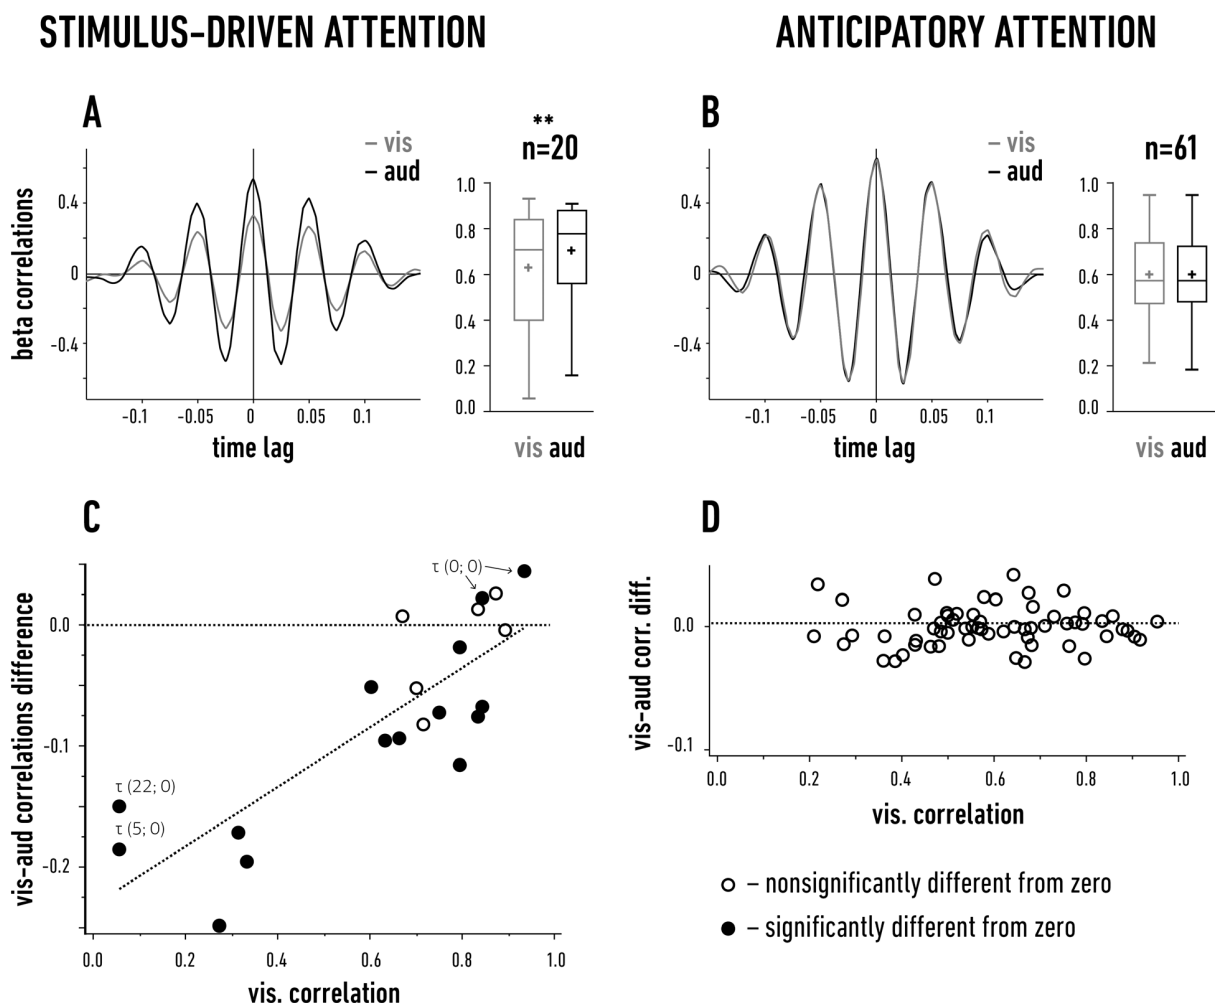 STIMULUS-DRIVEN ATTENTION
ANTICIPATORY ATTENTION
A
– vis
– aud
**
n=20
beta correlations
0.4
0
-0.4
-0.1
-0.05
0
0.05
0.1
time lag
1.0
0.8
0.6
0.4
0.2
0.0
vis aud
B
– vis
– aud
n=61
0.4
0
-0.4
-0.1
-0.05
0
0.05
0.1
time lag
1.0
0.8
0.6
0.4
0.2
0.0
vis aud
C
vis-aud correlations difference
0.0
-0.1
-0.2
τ (0; 0)
τ (22; 0)
τ (5; 0)
0.0
0.2
0.4
0.6
0.8
1.0
vis. correlation
D
vis-aud corr. diff.
0.0
-0.1
0.0
0.2
0.4
0.6
0.8
1.0
vis. correlation
– nonsignificantly different from zero
– significantly different from zero